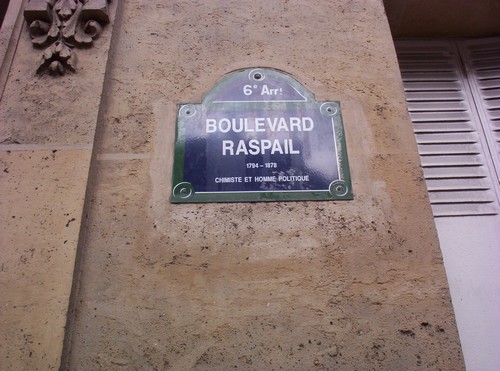 6e Arrt
BOULEVARD
RASPAIL
1794 - 1878
CHIMISTE ET HOMME POLITIQUE